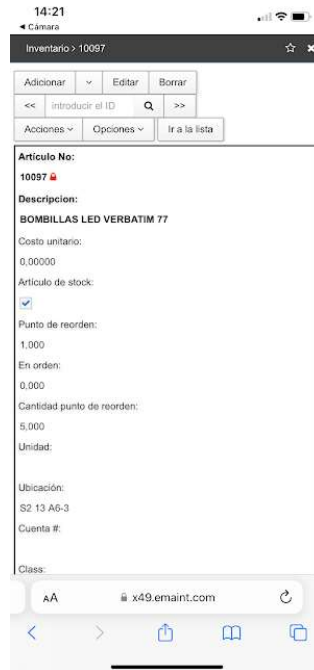 14:21
◀ Cámara
Inventario > 10097
Adicionar Editar Borrar
<< introducir el ID >>
Acciones Opciones Ir a la lista
Artículo No:
10097
Descripcion:
BOMBILLAS LED VERBATIM 77
Costo unitario:
0,00000
Artículo de stock:
Punto de reorden:
1,000
En orden:
0,000
Cantidad punto de reorden:
5,000
Unidad:
Ubicación:
S2 13 A6-3
Cuenta #:
Class:
AA x49.emaint.com